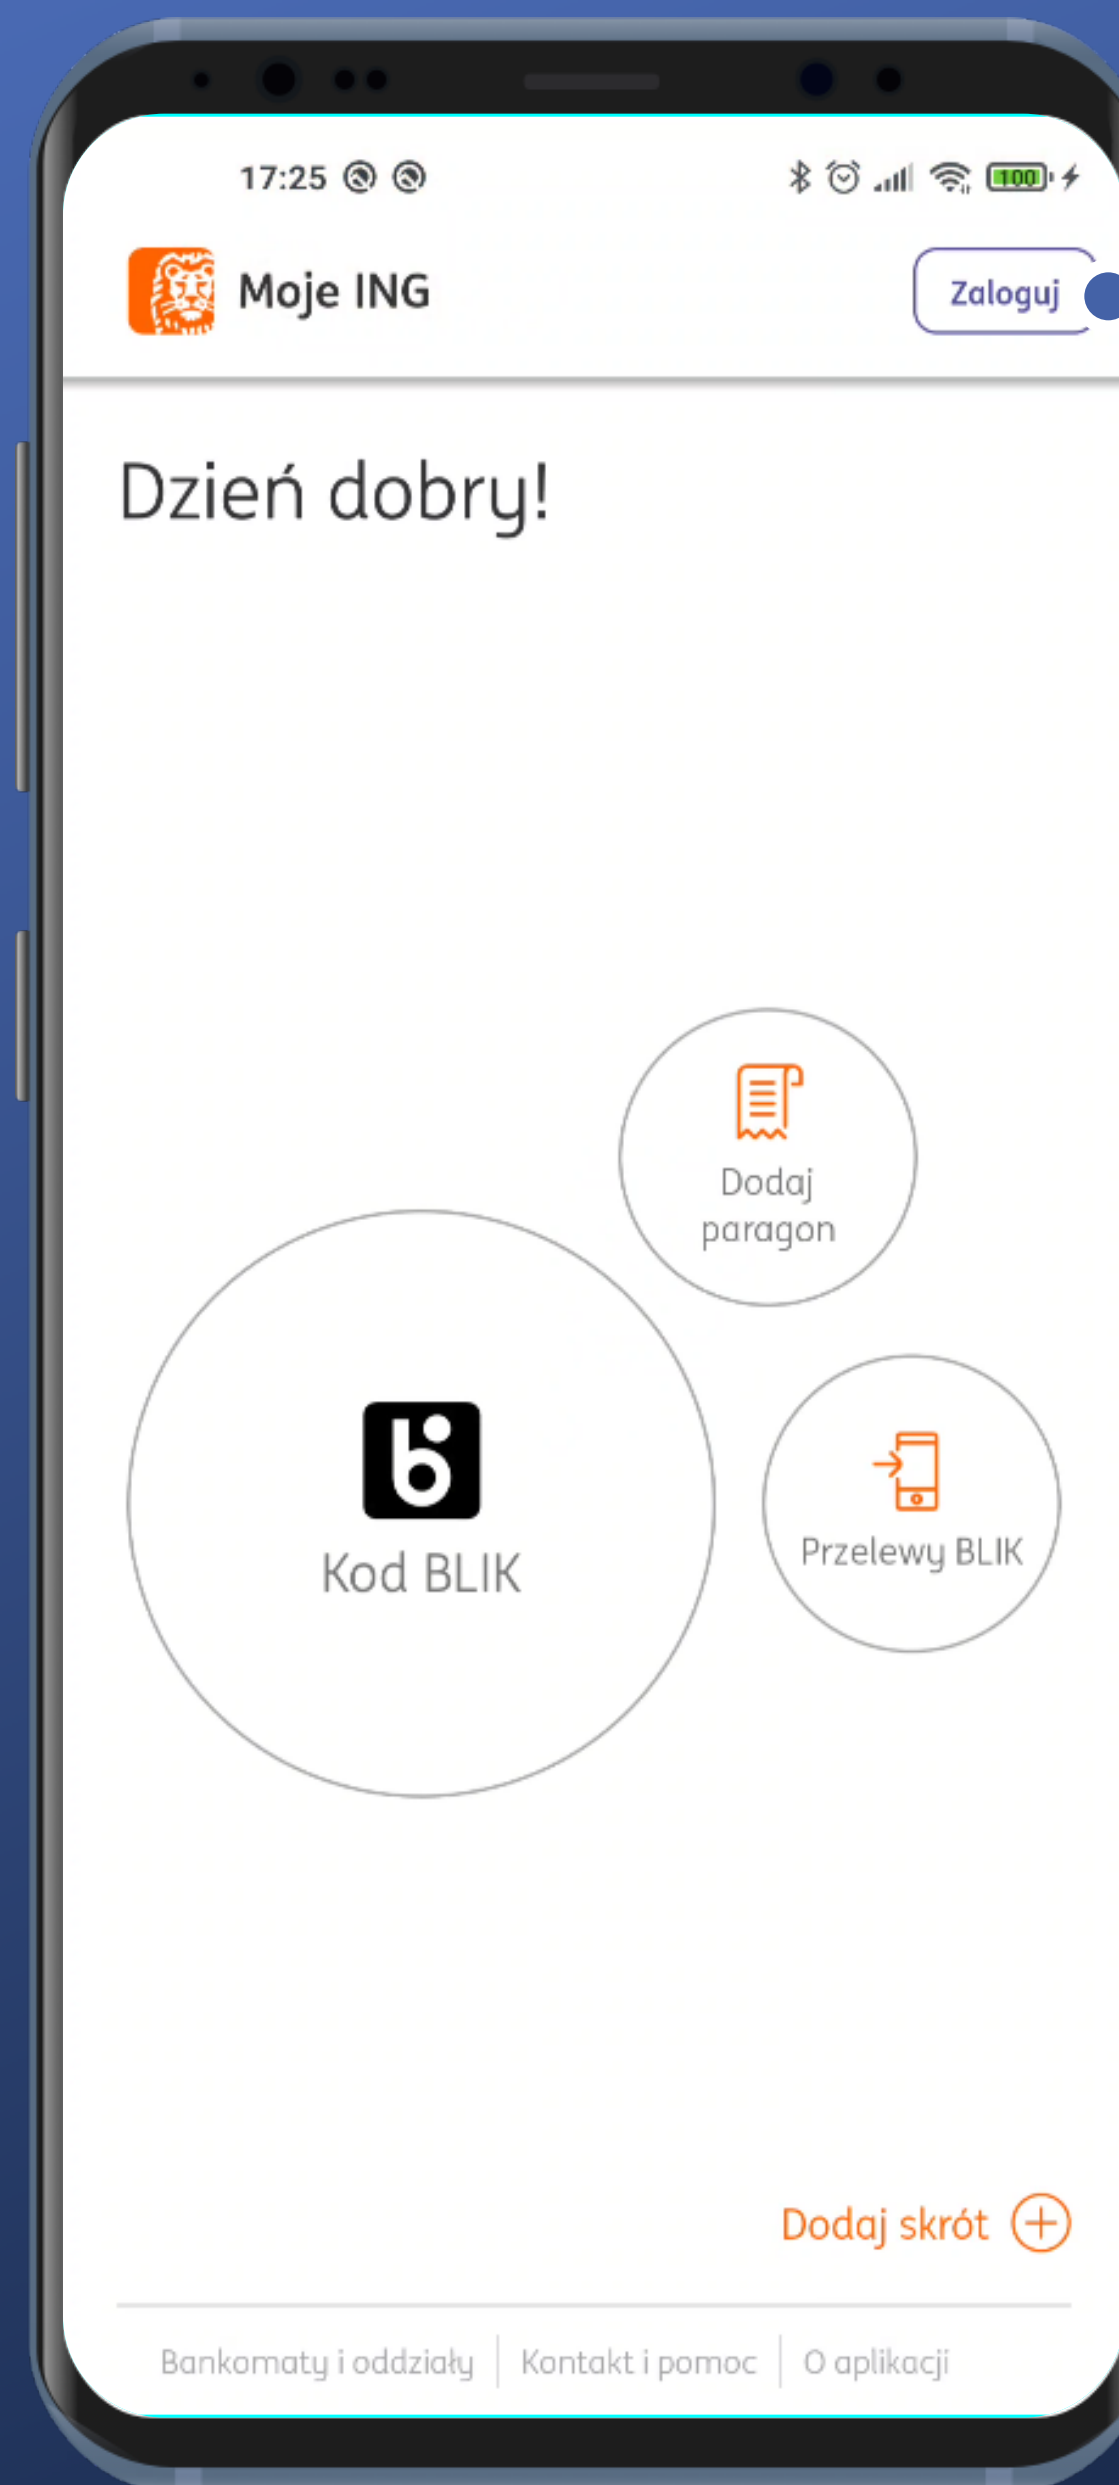 17:25
100
Moje ING
Zaloguj
Dzień dobry!
Dodaj
paragon
Kod BLIK
Przelewy BLIK
Dodaj skrót
Bankomaty i oddziały
Kontakt i pomoc
O aplikacji